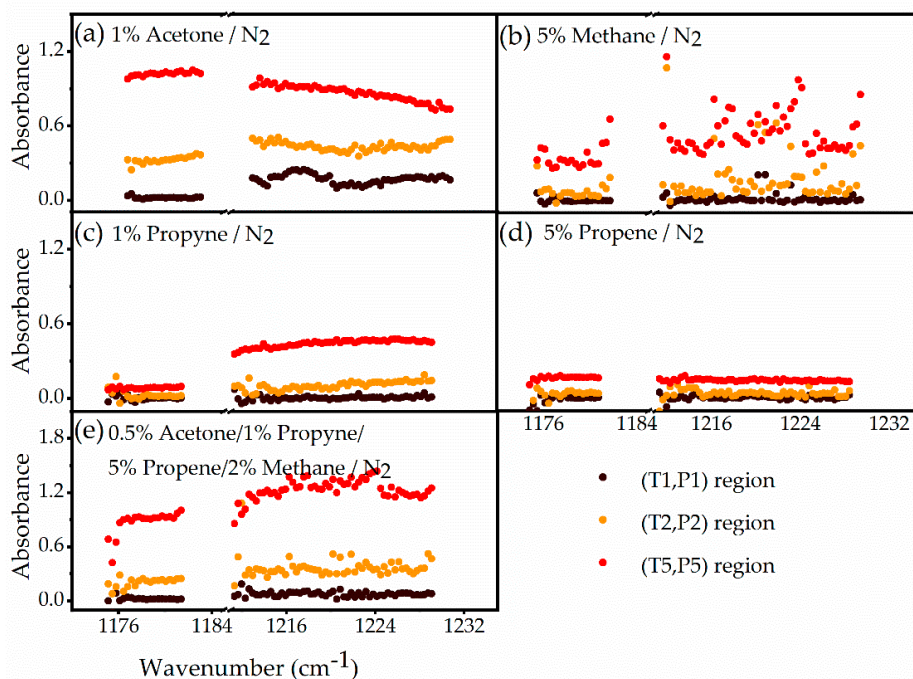 (a) 1% Acetone / N2
(b) 5% Methane / N2
1.2
0.6
0.0
Absorbance
(c) 1% Propyne / N2
(d) 5% Propene / N2
1.2
0.6
0.0
Absorbance
1176 1184 1216 1224 1232
(e) 0.5% Acetone/1% Propyne/
5% Propene/2% Methane / N2
1.8
1.2
0.6
0.0
Absorbance
(T1,P1) region
(T2,P2) region
(T5,P5) region
1176 1184 1216 1224 1232
Wavenumber (cm-1)